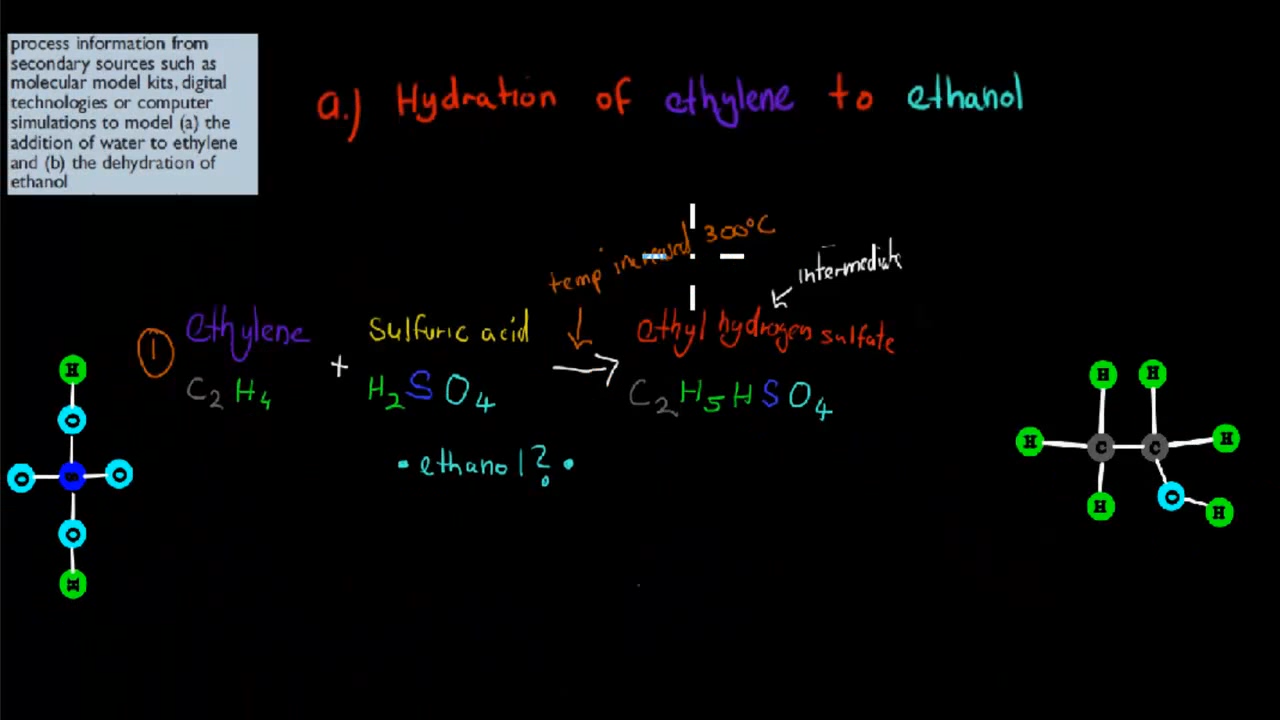 process information from
secondary sources such as
molecular model kits, digital
technologies or computer
simulations to model (a) the
addition of water to ethylene
and (b) the dehydration of
ethanol
a.) Hydration of ethylene to ethanol
temp increased 300°C
intermediate
1 ethylene + sulfuric acid → ethyl hydrogen sulfate
C2H4 H2SO4 C2H5HSO4
• ethanol? •
H
O
O S O
O
H
H H
H C C H
H O H